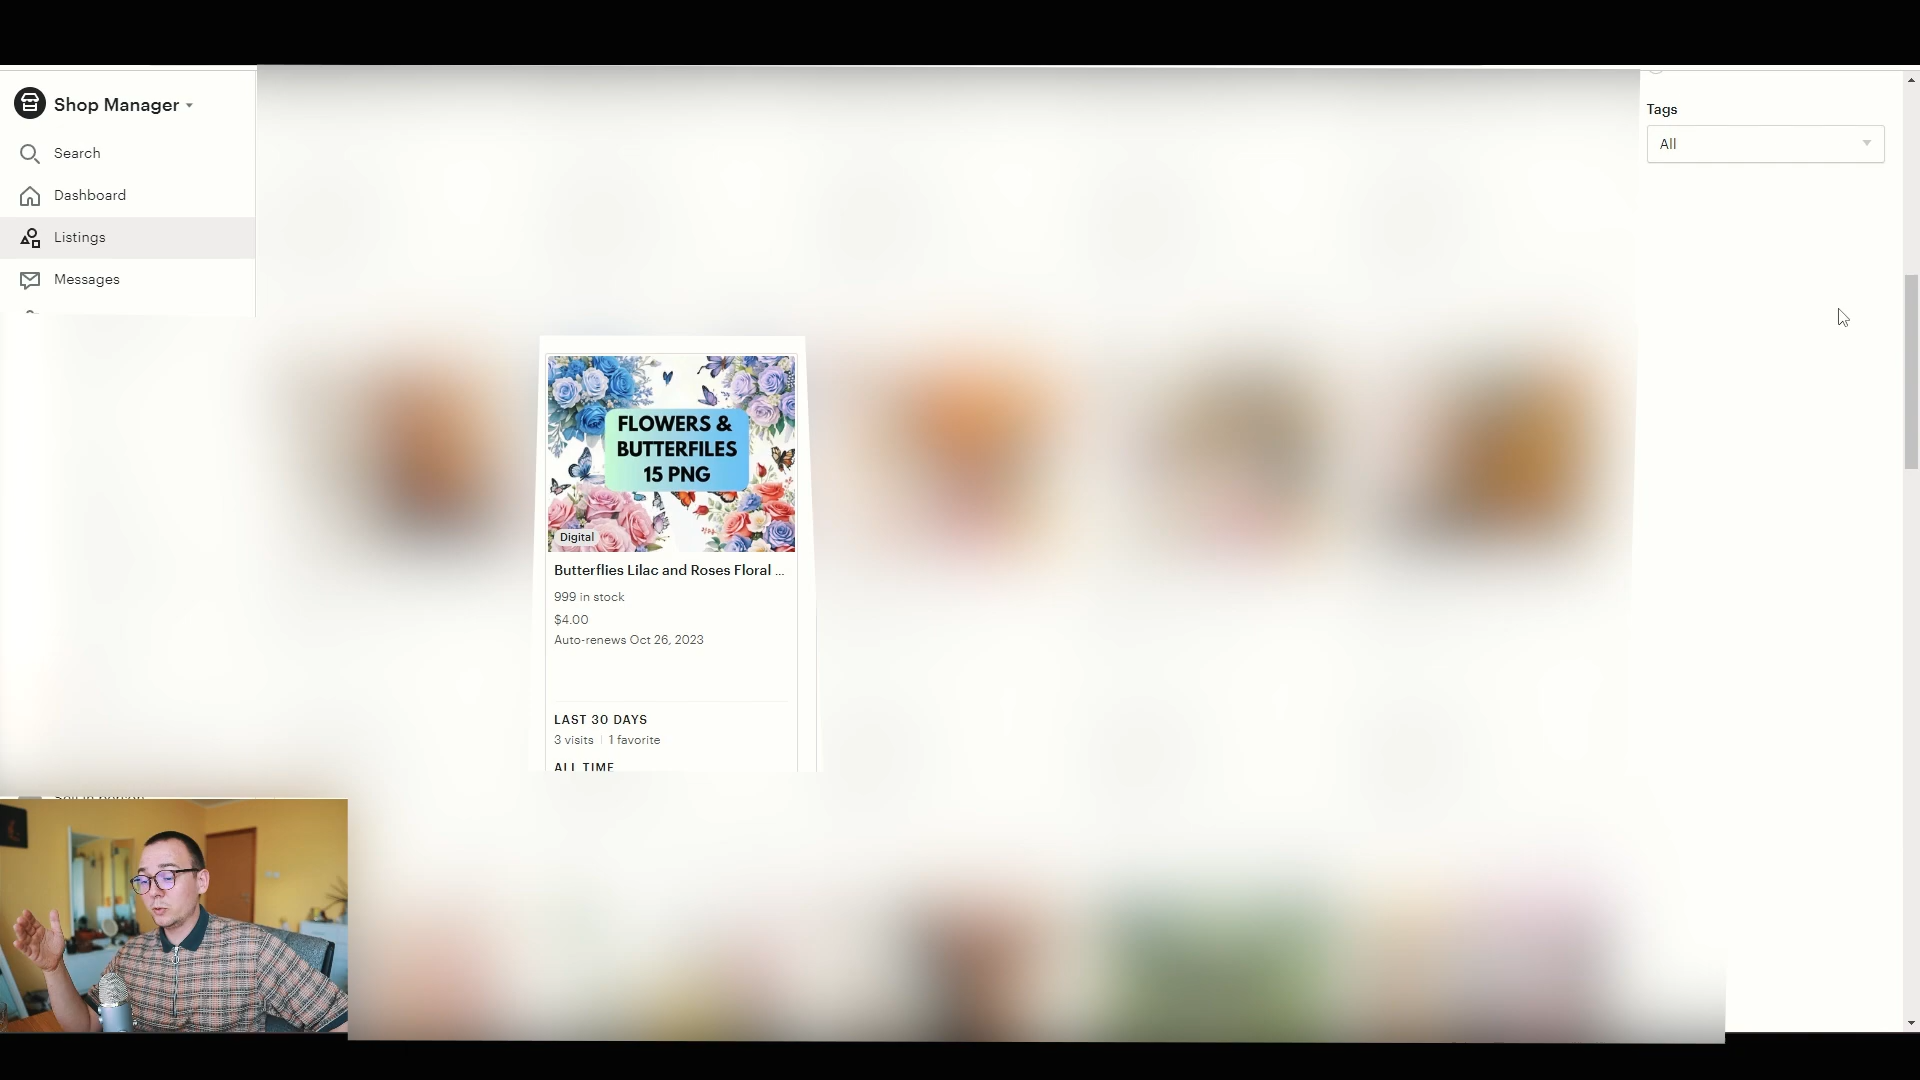 Shop Manager
Search
Dashboard
Listings
Messages
Tags
All
FLOWERS &
BUTTERFILES
15 PNG
Digital
Butterflies Lilac and Roses Floral ...
999 in stock
$4.00
Auto-renews Oct 26, 2023
LAST 30 DAYS
3 visits | 1 favorite
ALL TIME